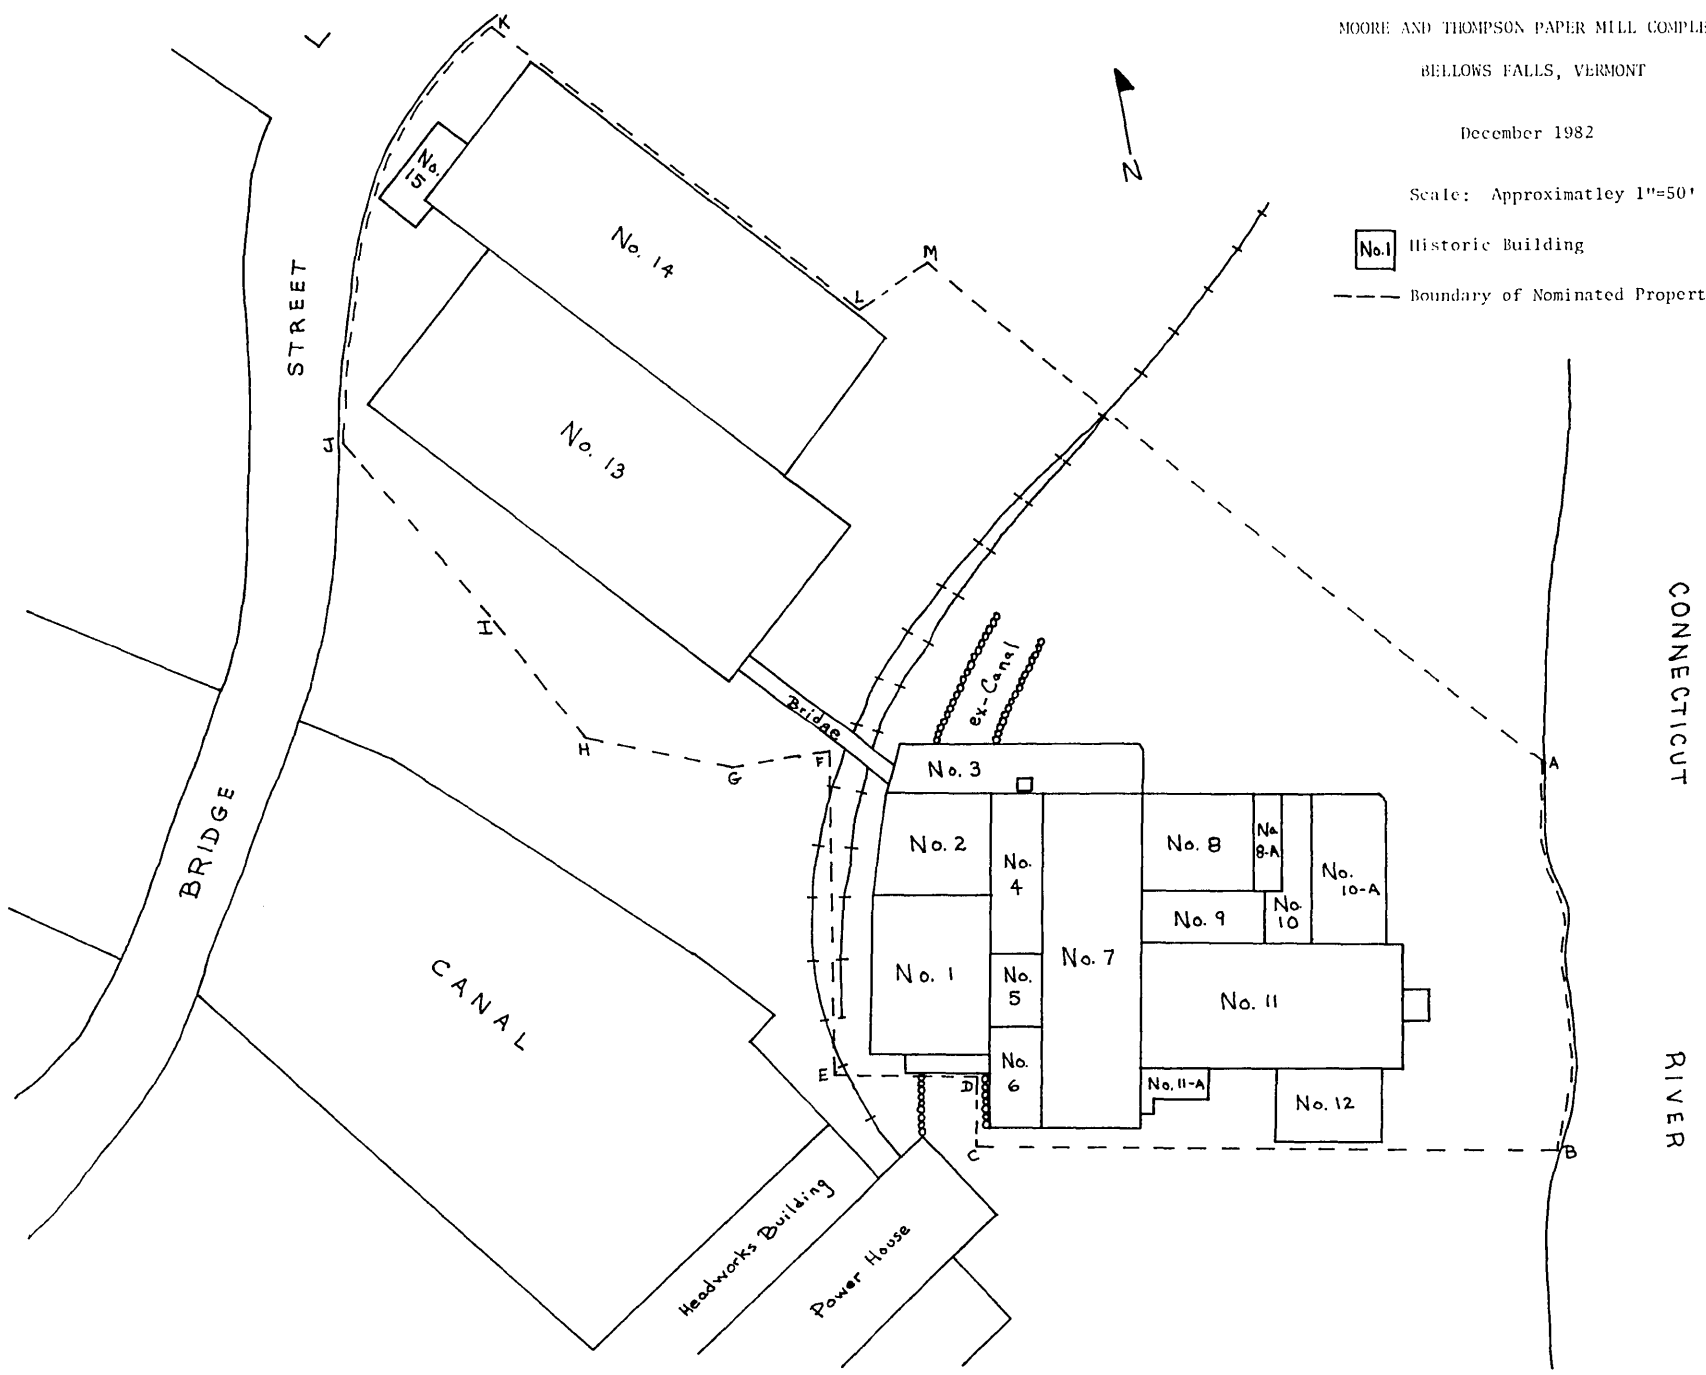 MOORE AND THOMPSON PAPER MILL COMPLE
BELLOWS FALLS, VERMONT
December 1982
Scale: Approximatley 1"=50'
No.1 Historic Building
Boundary of Nominated Propert
N
L
K
No.
15
No. 14
M
L
STREET
J
No. 13
I
H
G
F
Bridge
ex-Canal
CONNECTICUT
A
BRIDGE
No. 3
No. 2
No.
4
No. 8
No
8-A
No.
10-A
No. 9
No.
10
No. 7
No. 1
No.
5
No. 11
CANAL
E
D
No.
6
No. 11-A
No. 12
C
B
RIVER
Headworks Building
Power House